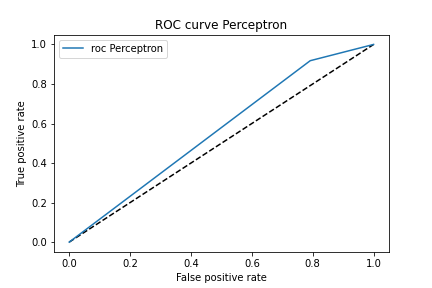 ROC curve Perceptron
roc Perceptron
True positive rate
1.0
0.8
0.6
0.4
0.2
0.0
0.0 0.2 0.4 0.6 0.8 1.0
False positive rate